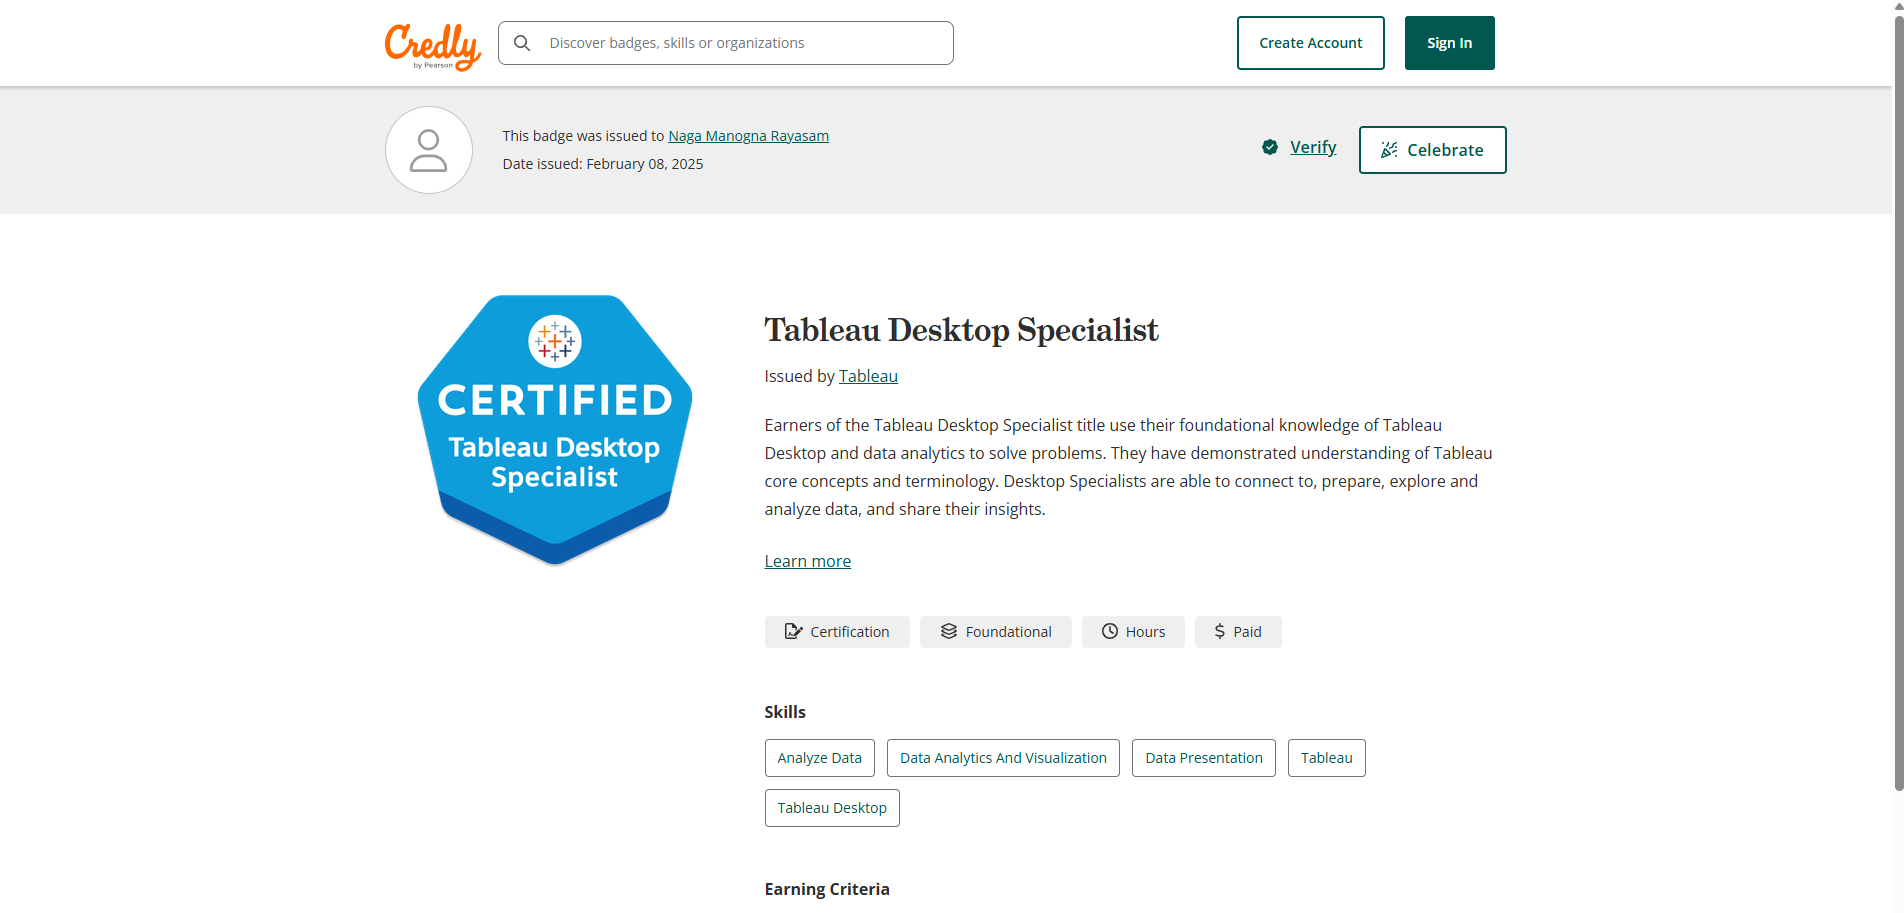 Credly
by Pearson
Discover badges, skills or organizations
Create Account
Sign In
This badge was issued to Naga Manogna Rayasam
Date issued: February 08, 2025
Verify
Celebrate
CERTIFIED
Tableau Desktop
Specialist
Tableau Desktop Specialist
Issued by Tableau
Earners of the Tableau Desktop Specialist title use their foundational knowledge of Tableau
Desktop and data analytics to solve problems. They have demonstrated understanding of Tableau
core concepts and terminology. Desktop Specialists are able to connect to, prepare, explore and
analyze data, and share their insights.
Learn more
Certification
Foundational
Hours
Paid
Skills
Analyze Data
Data Analytics And Visualization
Data Presentation
Tableau
Tableau Desktop
Earning Criteria